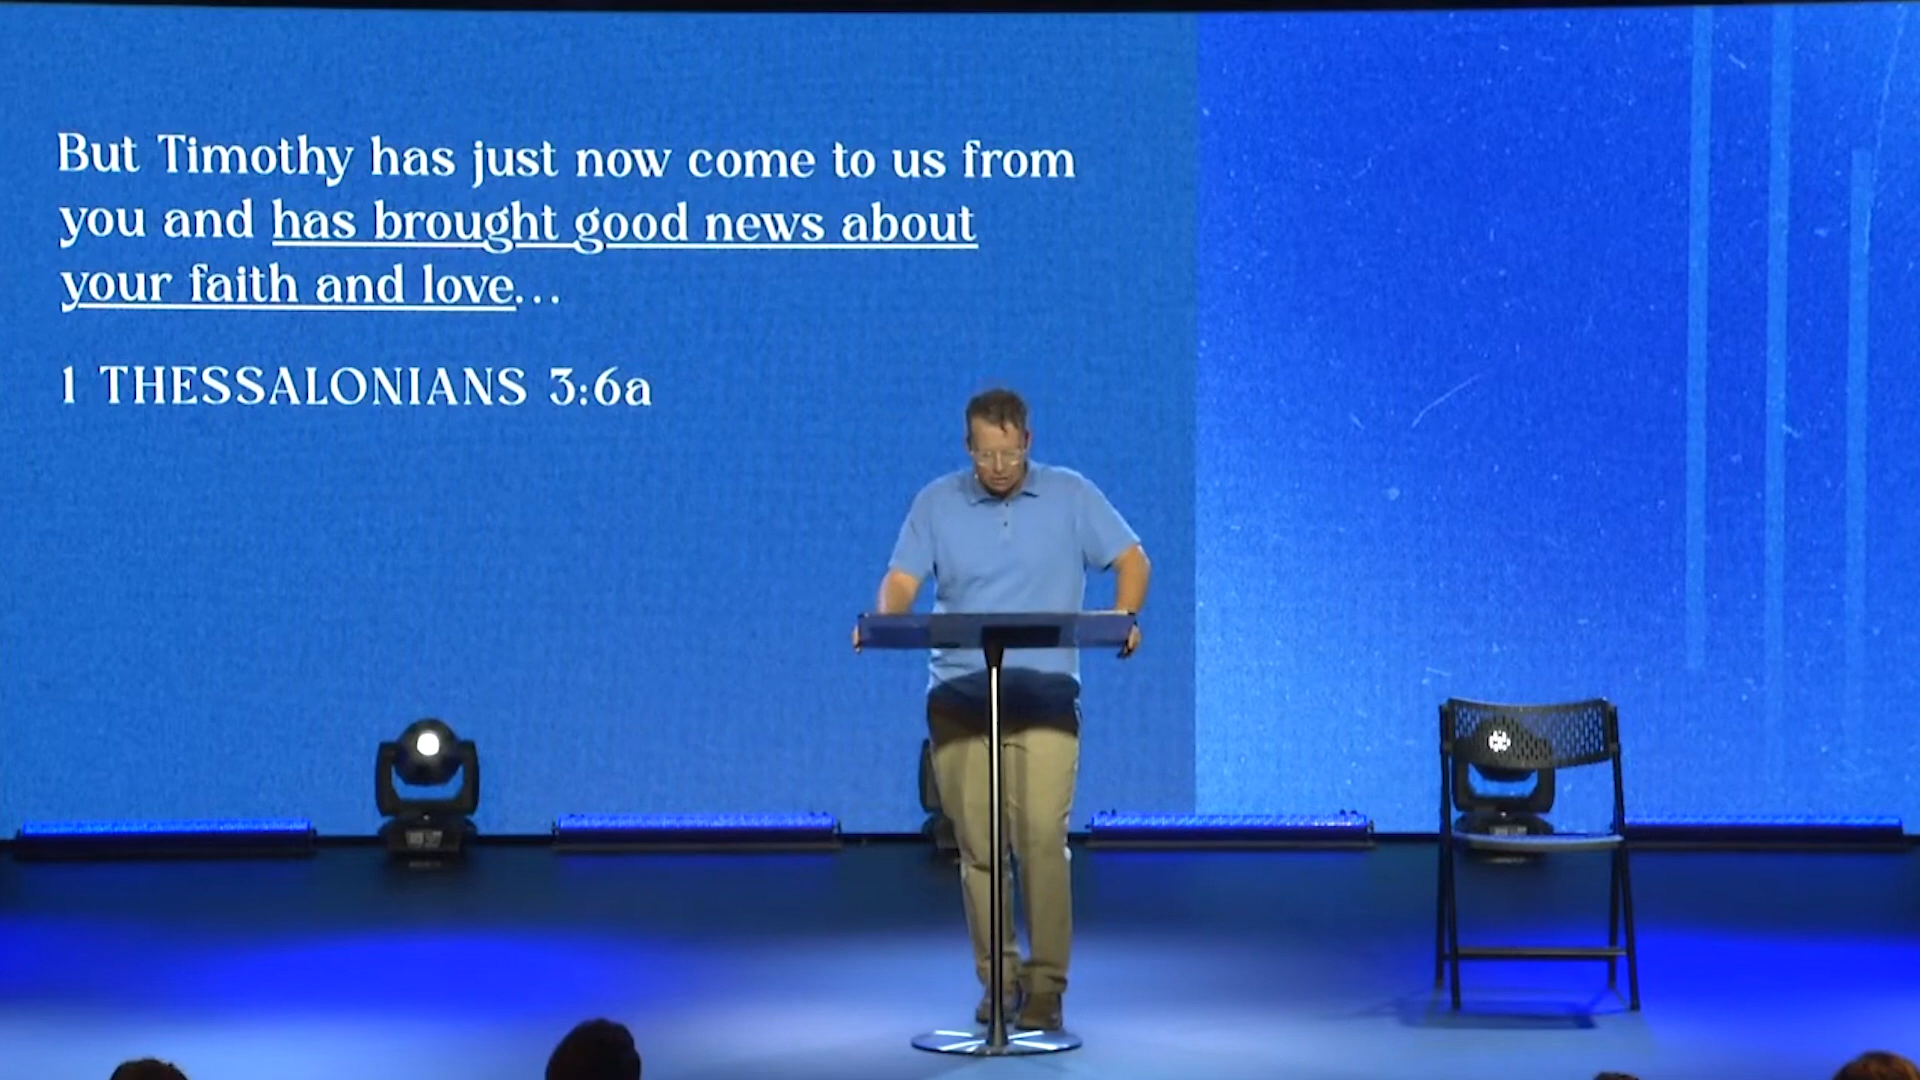 But Timothy has just now come to us from
you and has brought good news about
your faith and love...
1 THESSALONIANS 3:6a